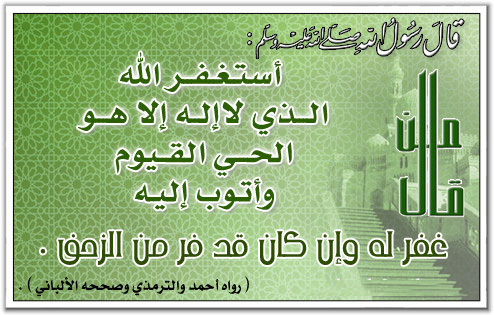 قال رسول الله صلى الله عليه وسلم :
من قال
أستغفر الله
الذي لا إله إلا هو
الحي القيوم
وأتوب إليه
غفر له وإن كان قد فر من الزحف .
( رواه أحمد والترمذي وصححه الألباني ) .